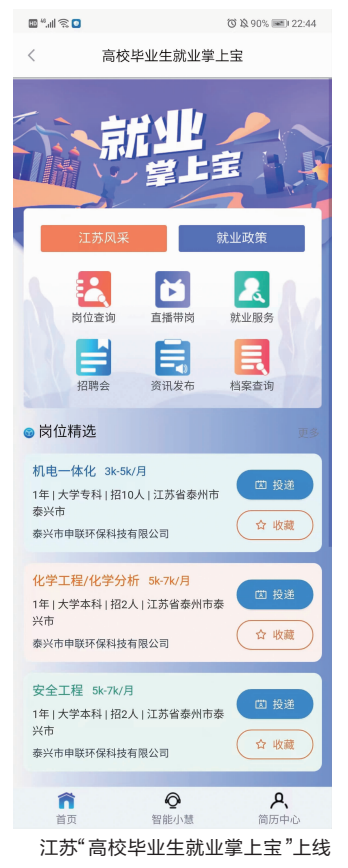 HD 4G 90% 22:44
高校毕业生就业掌上宝
就业
掌上宝
江苏风采 就业政策
岗位查询 直播带岗 就业服务
招聘会 资讯发布 档案查询
岗位精选 更多
机电一体化 3k-5k/月
1年 | 大学专科 | 招10人 | 江苏省泰州市
泰兴市
泰兴市申联环保科技有限公司
投递
收藏
化学工程/化学分析 5k-7k/月
1年 | 大学本科 | 招2人 | 江苏省泰州市泰
兴市
泰兴市申联环保科技有限公司
投递
收藏
安全工程 5k-7k/月
1年 | 大学本科 | 招2人 | 江苏省泰州市泰
兴市
泰兴市申联环保科技有限公司
投递
收藏
首页 智能小慧 简历中心
江苏“高校毕业生就业掌上宝”上线